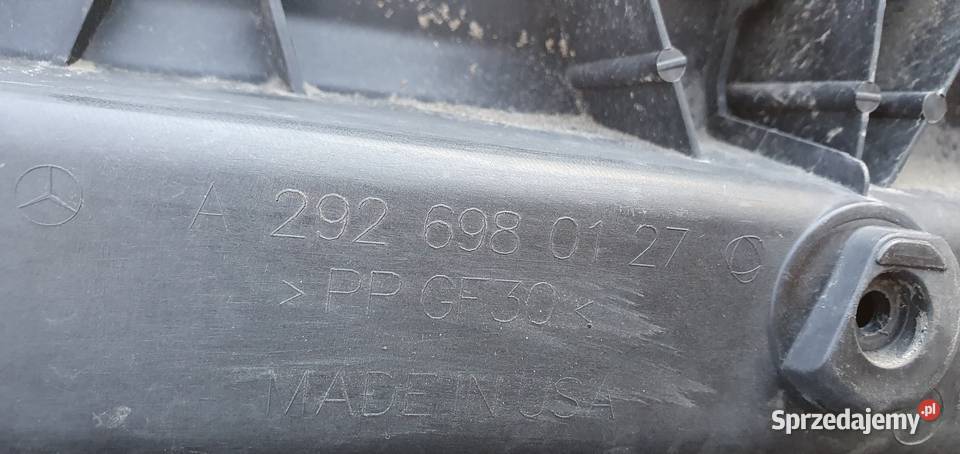 A 292 698 01 27
>PP GF30<
MADE IN USA
Sprzedajemy.pl